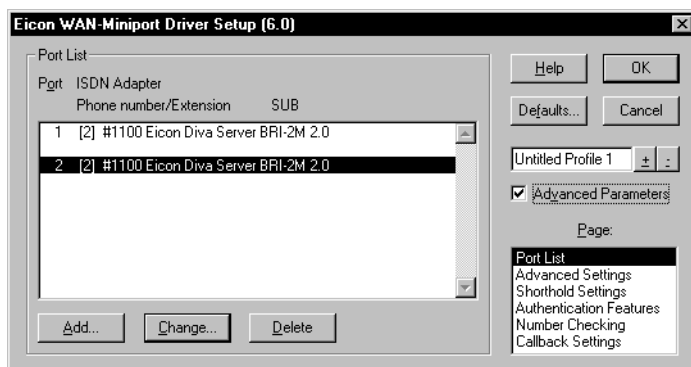 Eicon WAN-Miniport Driver Setup (6.0)
Port List
Port ISDN Adapter
Phone number/Extension SUB
1 [2] #1100 Eicon Diva Server BRI-2M 2.0
2 [2] #1100 Eicon Diva Server BRI-2M 2.0
Add... Change... Delete
Help OK
Defaults... Cancel
Untitled Profile 1 + -
Advanced Parameters
Page:
Port List
Advanced Settings
Shorthold Settings
Authentication Features
Number Checking
Callback Settings